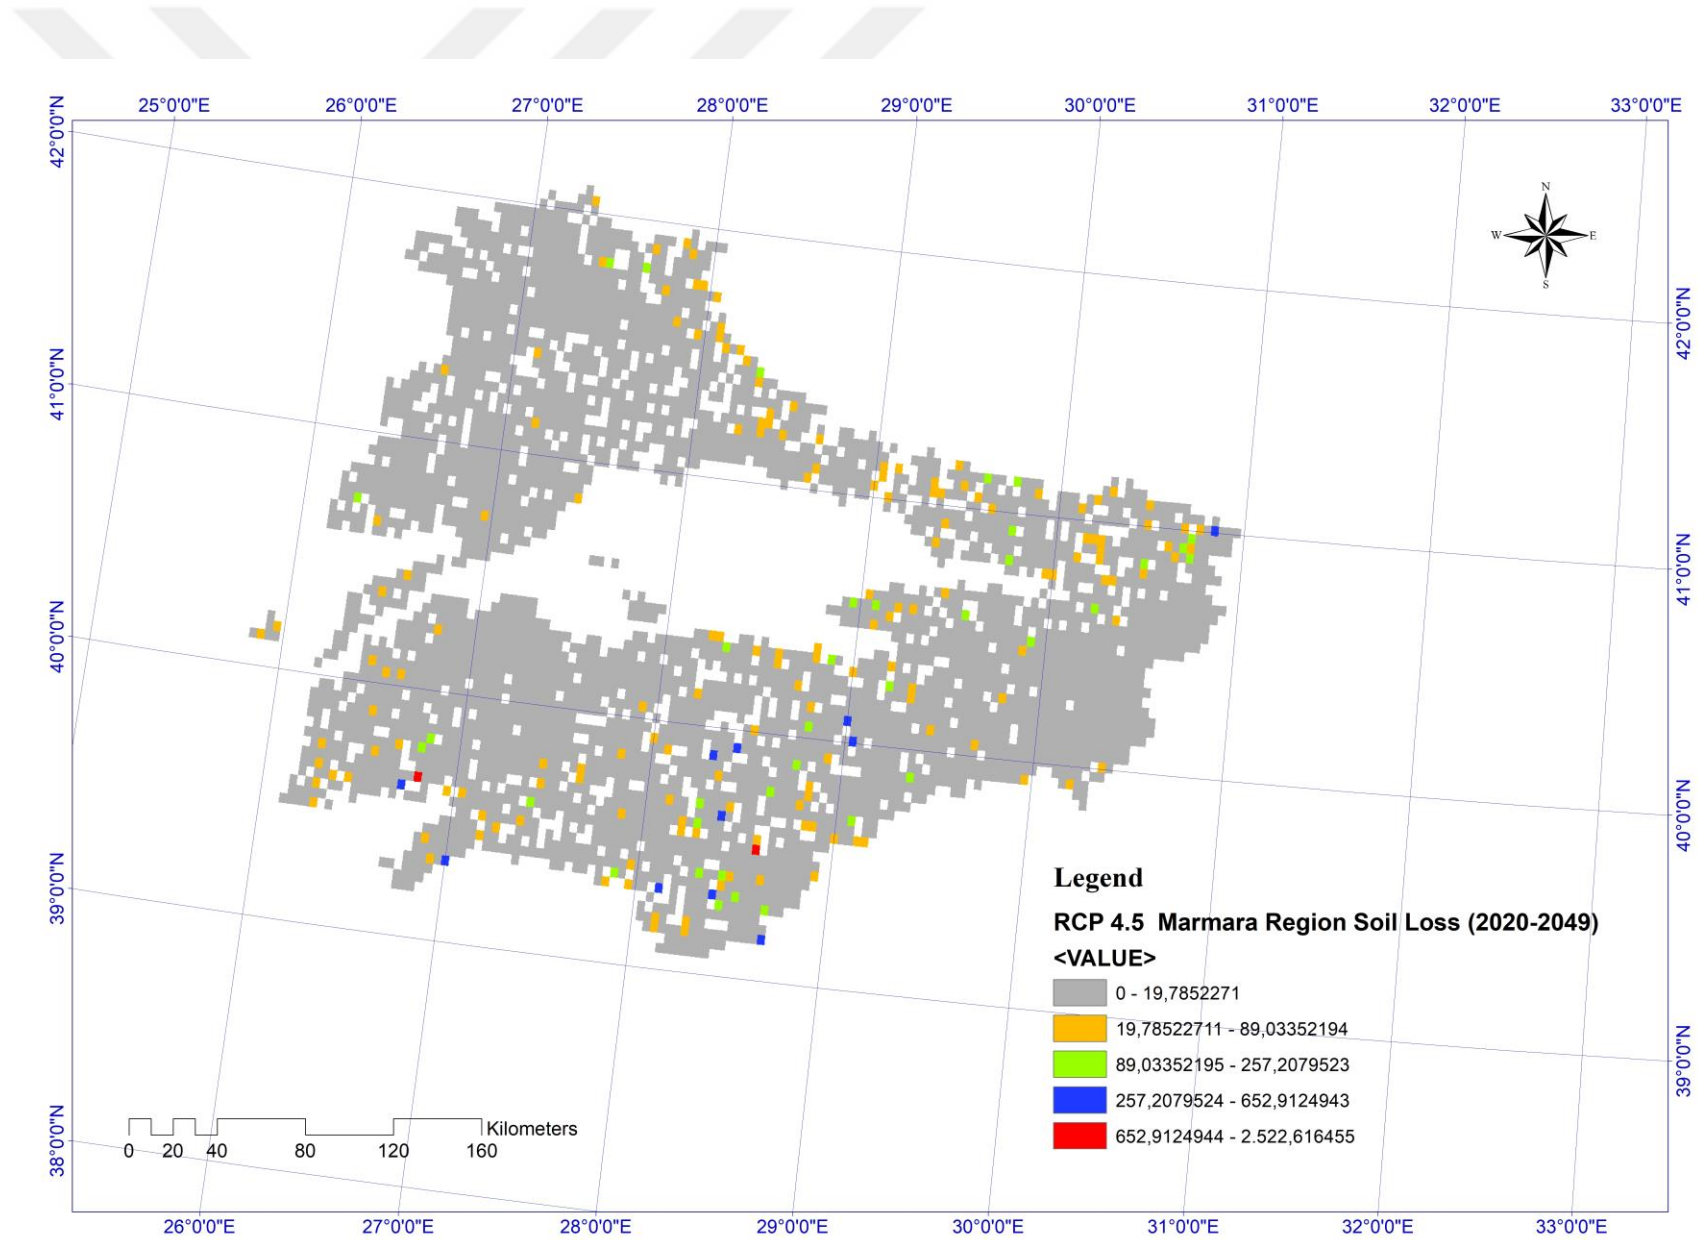 25°0'0"E 26°0'0"E 27°0'0"E 28°0'0"E 29°0'0"E 30°0'0"E 31°0'0"E 32°0'0"E 33°0'0"E
42°0'0"N
41°0'0"N
40°0'0"N
39°0'0"N
38°0'0"N
N
W E
S
42°0'0"N
41°0'0"N
40°0'0"N
39°0'0"N
Legend
RCP 4.5 Marmara Region Soil Loss (2020-2049)
<VALUE>
0 - 19,7852271
19,78522711 - 89,03352194
89,03352195 - 257,2079523
257,2079524 - 652,9124943
652,9124944 - 2.522,616455
Kilometers
0 20 40 80 120 160
26°0'0"E 27°0'0"E 28°0'0"E 29°0'0"E 30°0'0"E 31°0'0"E 32°0'0"E 33°0'0"E